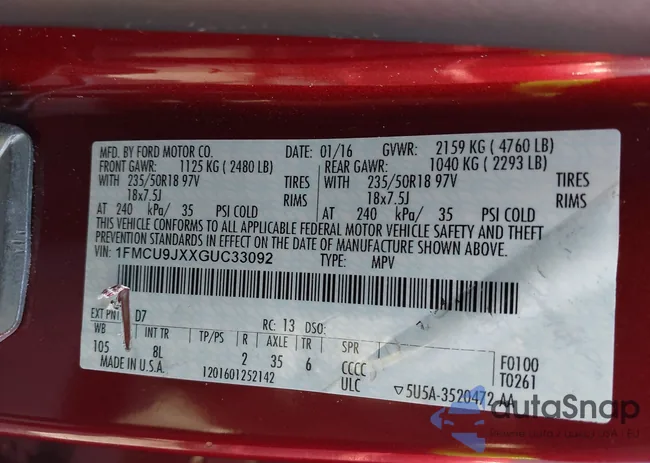 MFD. BY FORD MOTOR CO. DATE: 01/16 GVWR: 2159 KG ( 4760 LB)
FRONT GAWR: 1125 KG ( 2480 LB) REAR GAWR: 1040 KG ( 2293 LB)
WITH 235/50R18 97V TIRES WITH 235/50R18 97V TIRES
18x7.5J RIMS 18x7.5J RIMS
AT 240 kPa/ 35 PSI COLD AT 240 kPa/ 35 PSI COLD
THIS VEHICLE CONFORMS TO ALL APPLICABLE FEDERAL MOTOR VEHICLE SAFETY AND THEFT
PREVENTION STANDARDS IN EFFECT ON THE DATE OF MANUFACTURE SHOWN ABOVE.
VIN: 1FMCU9JXXGUC33092 TYPE: MPV
EXT PNT D7 RC: 13 DSO:
WB INT TR TP/PS R AXLE TR SPR F0100
105 8L 2 35 6 CCCC T0261
MADE IN U.S.A. 1201601252142 ULC ▽5U5A-3520472-AA
autaSnap